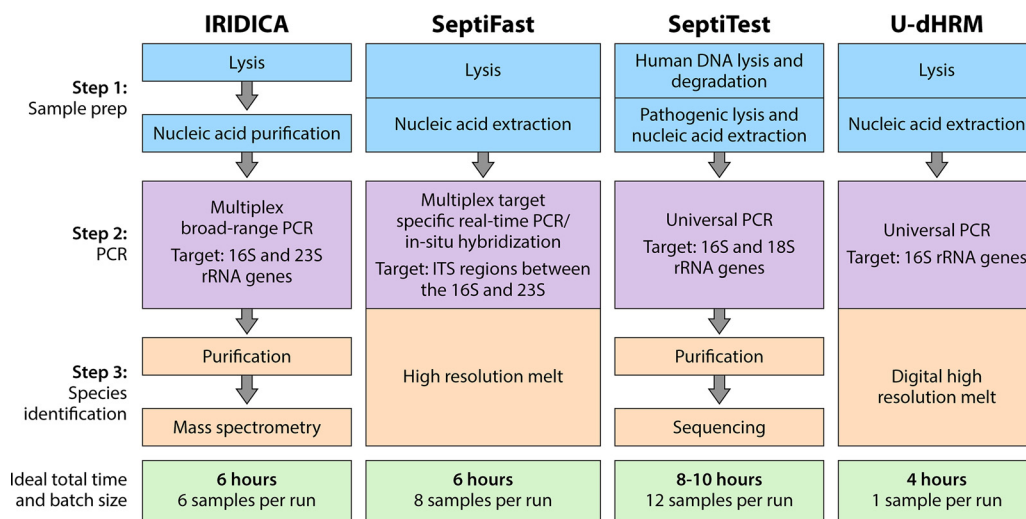 IRIDICA
SeptiFast
SeptiTest
U-dHRM
Step 1:
Sample prep
Lysis
Nucleic acid purification
Lysis
Nucleic acid extraction
Human DNA lysis and
degradation
Pathogenic lysis and
nucleic acid extraction
Lysis
Nucleic acid extraction
Step 2:
PCR
Multiplex
broad-range PCR
Target: 16S and 23S
rRNA genes
Multiplex target
specific real-time PCR/
in-situ hybridization
Target: ITS regions between
the 16S and 23S
Universal PCR
Target: 16S and 18S
rRNA genes
Universal PCR
Target: 16S rRNA genes
Step 3:
Species
identification
Purification
Mass spectrometry
High resolution melt
Purification
Sequencing
Digital high
resolution melt
Ideal total time
and batch size
6 hours
6 samples per run
6 hours
8 samples per run
8-10 hours
12 samples per run
4 hours
1 sample per run